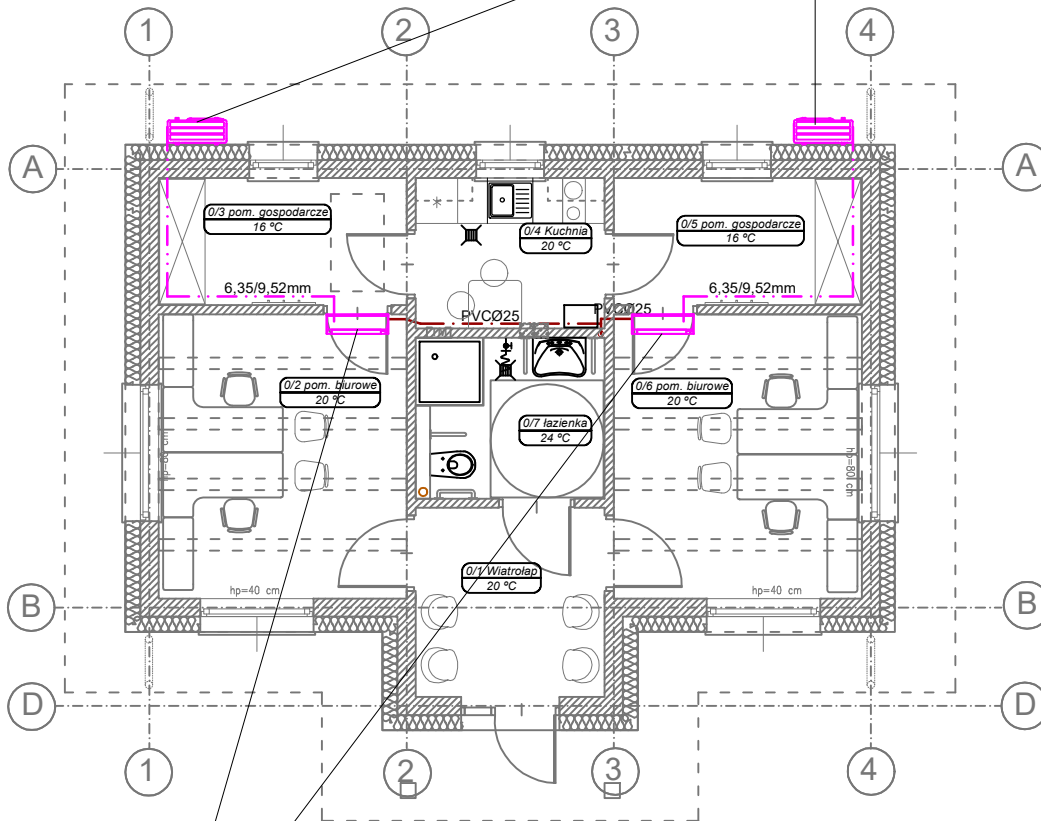 1
2
3
4
A
A
0/3 pom. gospodarcze
16 ºC
0/4 Kuchnia
20 ºC
0/5 pom. gospodarcze
16 ºC
6,35/9,52mm
6,35/9,52mm
PVCØ25
PVCØ25
0/2 pom. biurowe
20 ºC
0/6 pom. biurowe
20 ºC
0/7 łazienka
24 ºC
hp=80 cm
0/1 Wiatrołap
20 ºC
hp=40 cm
hp=40 cm
B
B
D
D
1
2
3
4